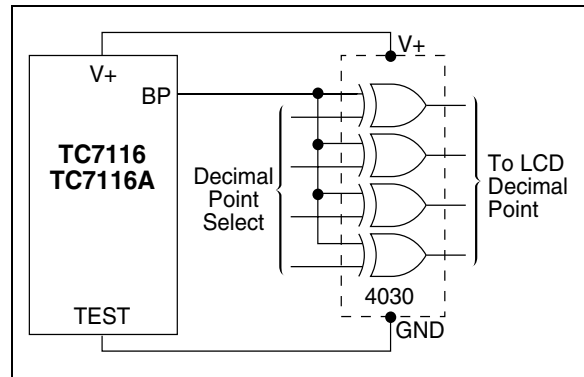 V+
V+
BP
TC7116
TC7116A
Decimal
Point
Select
To LCD
Decimal
Point
4030
TEST
GND